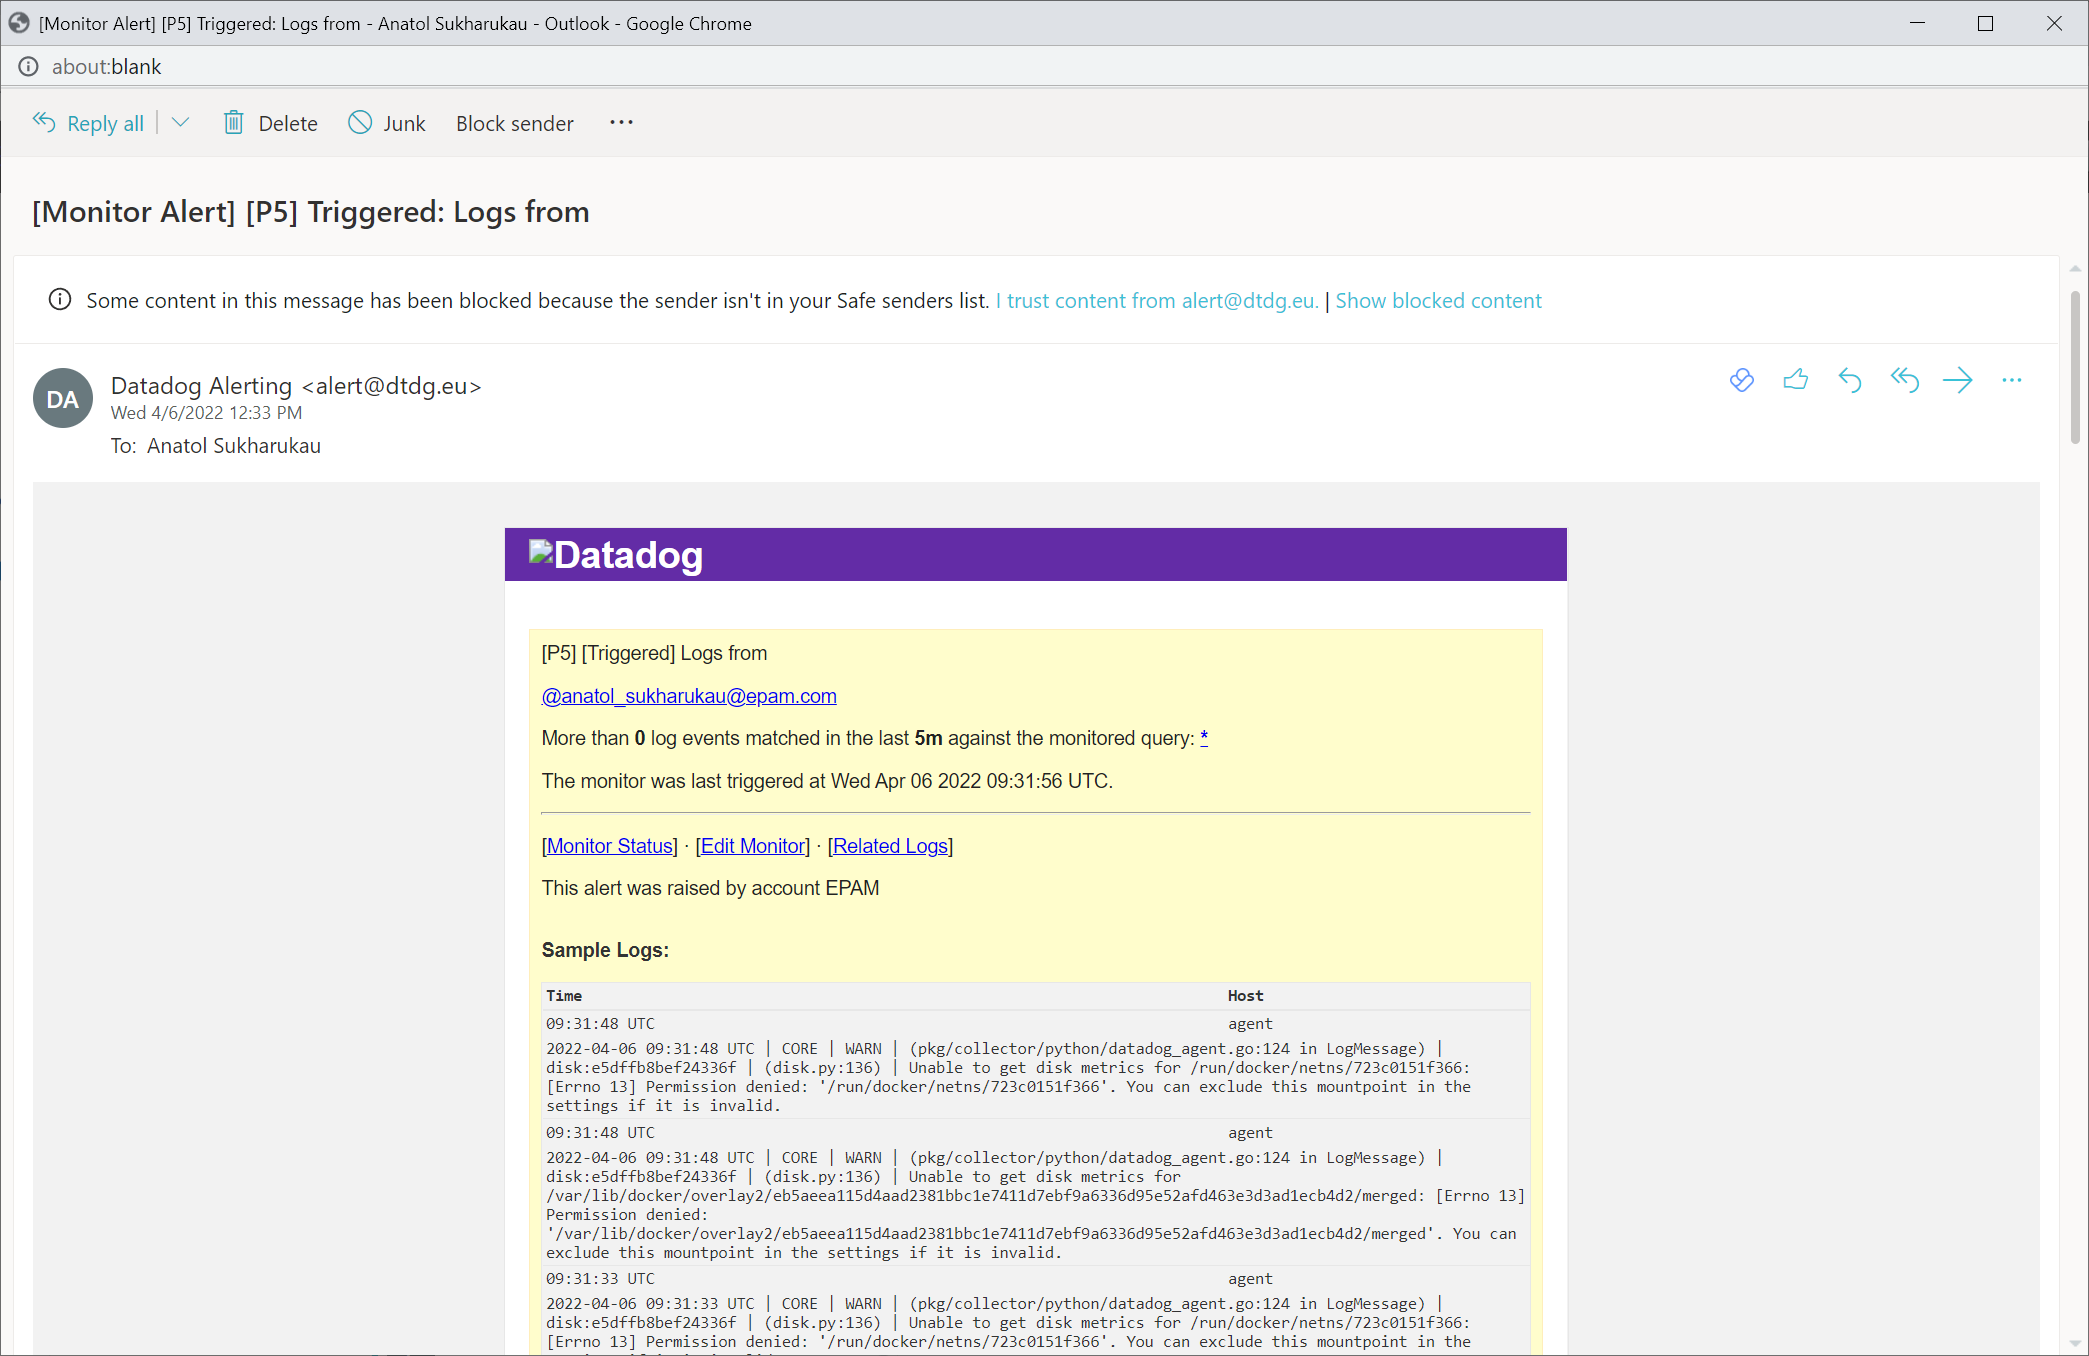 [Monitor Alert] [P5] Triggered: Logs from - Anatol Sukharukau - Outlook - Google Chrome
about:blank
Reply all | Delete Junk Block sender ···
[Monitor Alert] [P5] Triggered: Logs from
Some content in this message has been blocked because the sender isn't in your Safe senders list. I trust content from alert@dtdg.eu. | Show blocked content
DA
Datadog Alerting <alert@dtdg.eu>
Wed 4/6/2022 12:33 PM
To: Anatol Sukharukau
Datadog
[P5] [Triggered] Logs from
@anatol_sukharukau@epam.com
More than 0 log events matched in the last 5m against the monitored query: *
The monitor was last triggered at Wed Apr 06 2022 09:31:56 UTC.
[Monitor Status] · [Edit Monitor] · [Related Logs]
This alert was raised by account EPAM
Sample Logs:
Time Host
09:31:48 UTC agent
2022-04-06 09:31:48 UTC | CORE | WARN | (pkg/collector/python/datadog_agent.go:124 in LogMessage) |
disk:e5dffb8bef24336f | (disk.py:136) | Unable to get disk metrics for /run/docker/netns/723c0151f366:
[Errno 13] Permission denied: '/run/docker/netns/723c0151f366'. You can exclude this mountpoint in the
settings if it is invalid.
09:31:48 UTC agent
2022-04-06 09:31:48 UTC | CORE | WARN | (pkg/collector/python/datadog_agent.go:124 in LogMessage) |
disk:e5dffb8bef24336f | (disk.py:136) | Unable to get disk metrics for
/var/lib/docker/overlay2/eb5aeea115d4aad2381bbc1e7411d7ebf9a6336d95e52afd463e3d3ad1ecb4d2/merged: [Errno 13]
Permission denied:
'/var/lib/docker/overlay2/eb5aeea115d4aad2381bbc1e7411d7ebf9a6336d95e52afd463e3d3ad1ecb4d2/merged'. You can
exclude this mountpoint in the settings if it is invalid.
09:31:33 UTC agent
2022-04-06 09:31:33 UTC | CORE | WARN | (pkg/collector/python/datadog_agent.go:124 in LogMessage) |
disk:e5dffb8bef24336f | (disk.py:136) | Unable to get disk metrics for /run/docker/netns/723c0151f366:
[Errno 13] Permission denied: '/run/docker/netns/723c0151f366'. You can exclude this mountpoint in the